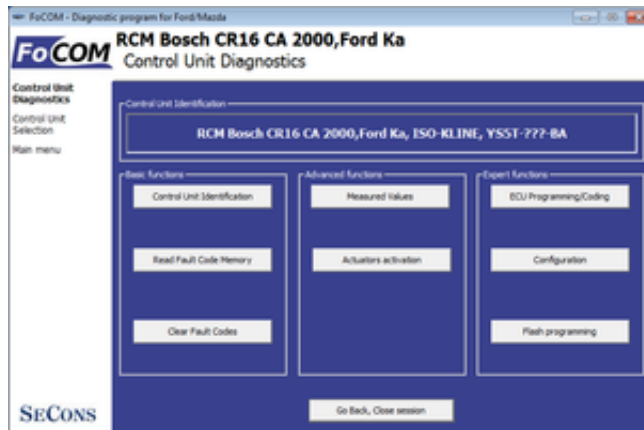 FoCOM - Diagnostic program for Ford/Mazda
FoCOM
RCM Bosch CR16 CA 2000,Ford Ka
Control Unit Diagnostics
Control Unit
Diagnostics
Control Unit
Selection
Main menu
Control Unit Identification
RCM Bosch CR16 CA 2000,Ford Ka, ISO-KLINE, YS5T-???-BA
Basic functions
Control Unit Identification
Read Fault Code Memory
Clear Fault Codes
Advanced functions
Measured Values
Actuators activation
Expert functions
ECU Programming/Coding
Configuration
Flash programming
Go Back, Close session
SECONS